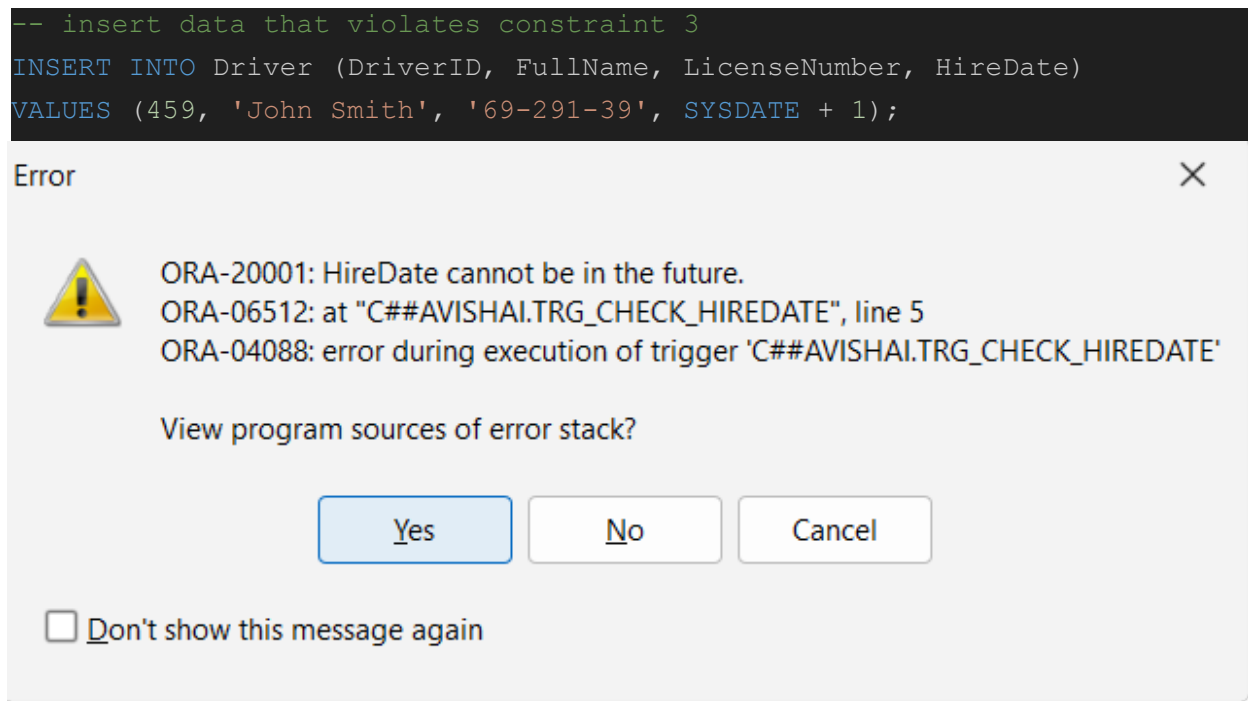 -- insert data that violates constraint 3
INSERT INTO Driver (DriverID, FullName, LicenseNumber, HireDate)
VALUES (459, 'John Smith', '69-291-39', SYSDATE + 1);
Error
ORA-20001: HireDate cannot be in the future.
ORA-06512: at "C##AVISHAI.TRG_CHECK_HIREDATE", line 5
ORA-04088: error during execution of trigger 'C##AVISHAI.TRG_CHECK_HIREDATE'
View program sources of error stack?
Yes No Cancel
Don't show this message again